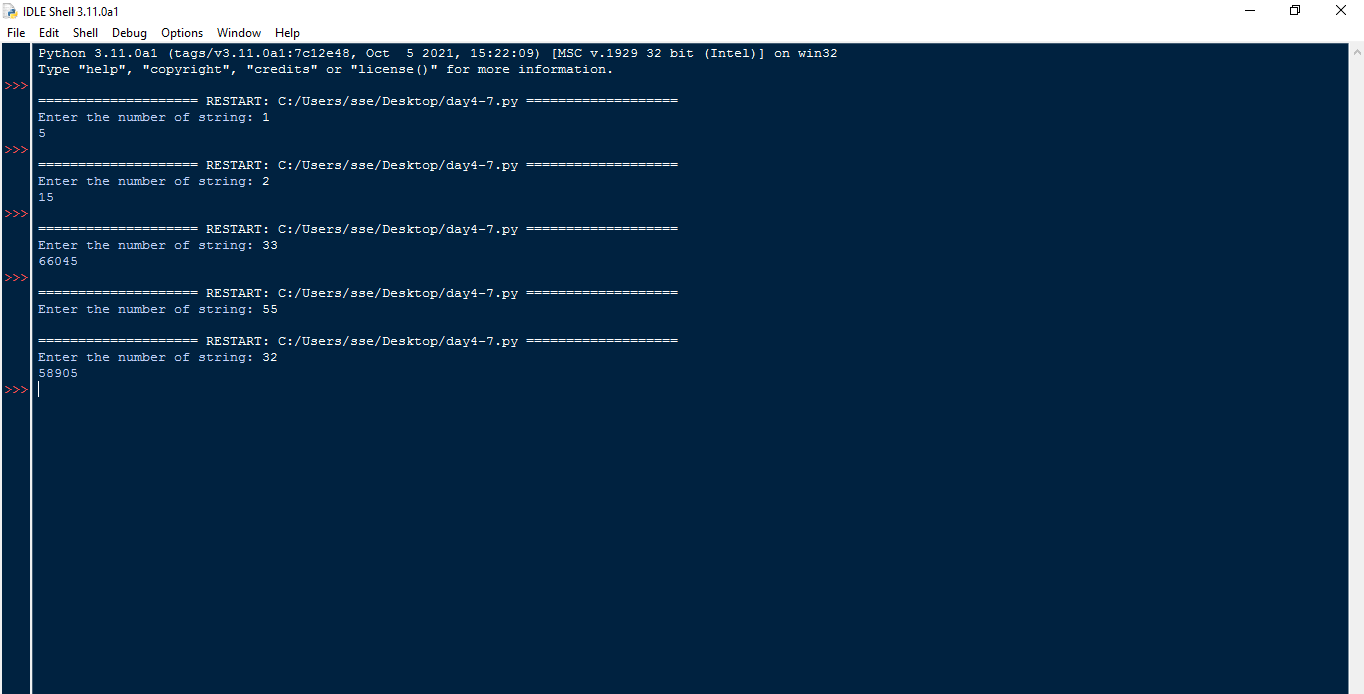 IDLE Shell 3.11.0a1
File Edit Shell Debug Options Window Help
Python 3.11.0a1 (tags/v3.11.0a1:7c12e48, Oct  5 2021, 15:22:09) [MSC v.1929 32 bit (Intel)] on win32
Type "help", "copyright", "credits" or "license()" for more information.
>>>
==================== RESTART: C:/Users/sse/Desktop/day4-7.py ===================
Enter the number of string: 1
5
>>>
==================== RESTART: C:/Users/sse/Desktop/day4-7.py ===================
Enter the number of string: 2
15
>>>
==================== RESTART: C:/Users/sse/Desktop/day4-7.py ===================
Enter the number of string: 33
66045
>>>
==================== RESTART: C:/Users/sse/Desktop/day4-7.py ===================
Enter the number of string: 55
==================== RESTART: C:/Users/sse/Desktop/day4-7.py ===================
Enter the number of string: 32
58905
>>>